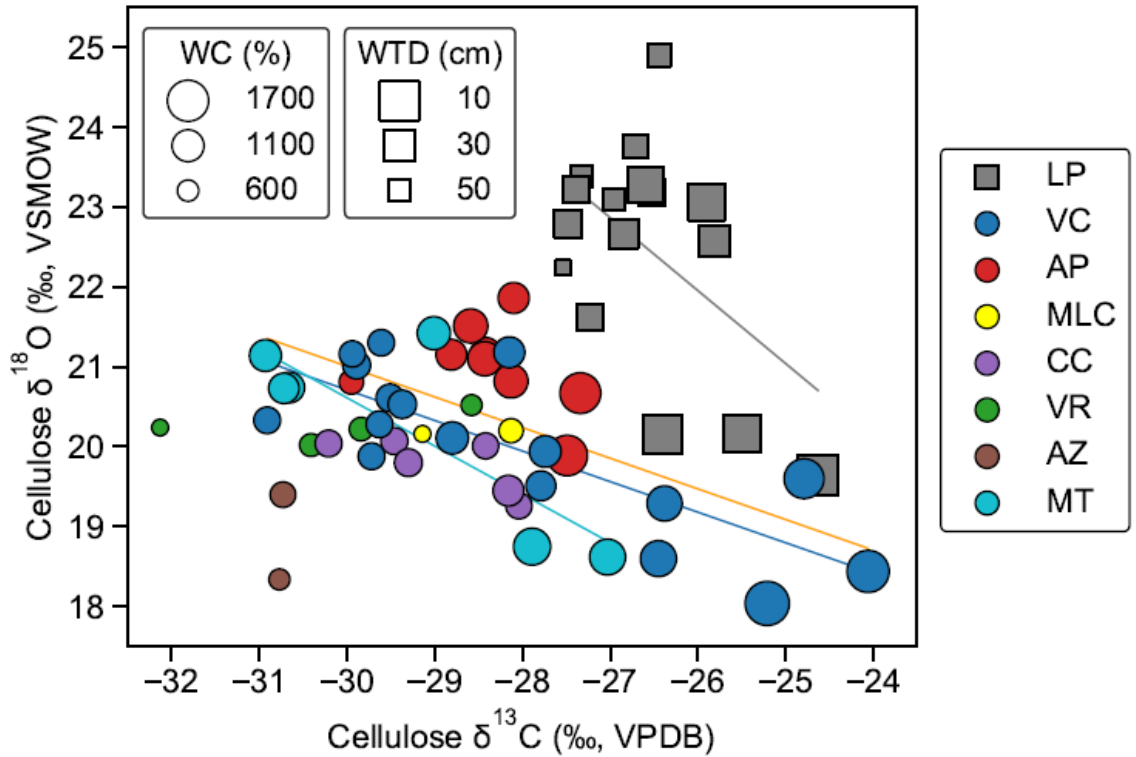 WC (%)
1700
1100
600
WTD (cm)
10
30
50
25
24
23
22
21
20
19
18
Cellulose δ¹⁸O (‰, VSMOW)
−32 −31 −30 −29 −28 −27 −26 −25 −24
Cellulose δ¹³C (‰, VPDB)
LP
VC
AP
MLC
CC
VR
AZ
MT